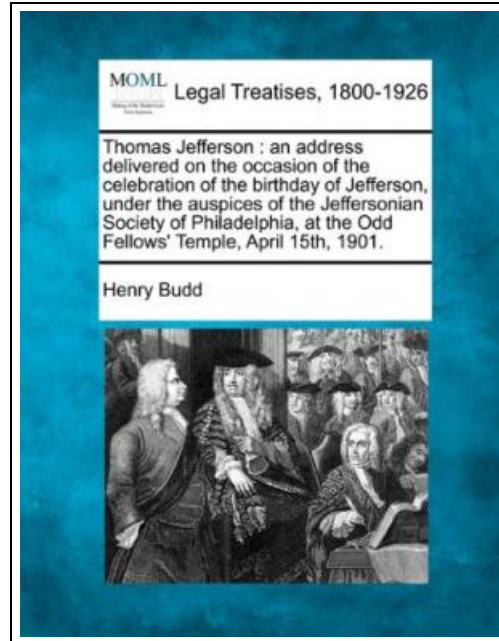 MOML
Legal Treatises, 1800-1926
Thomas Jefferson : an address
delivered on the occasion of the
celebration of the birthday of Jefferson,
under the auspices of the Jeffersonian
Society of Philadelphia, at the Odd
Fellows' Temple, April 15th, 1901.
Henry Budd